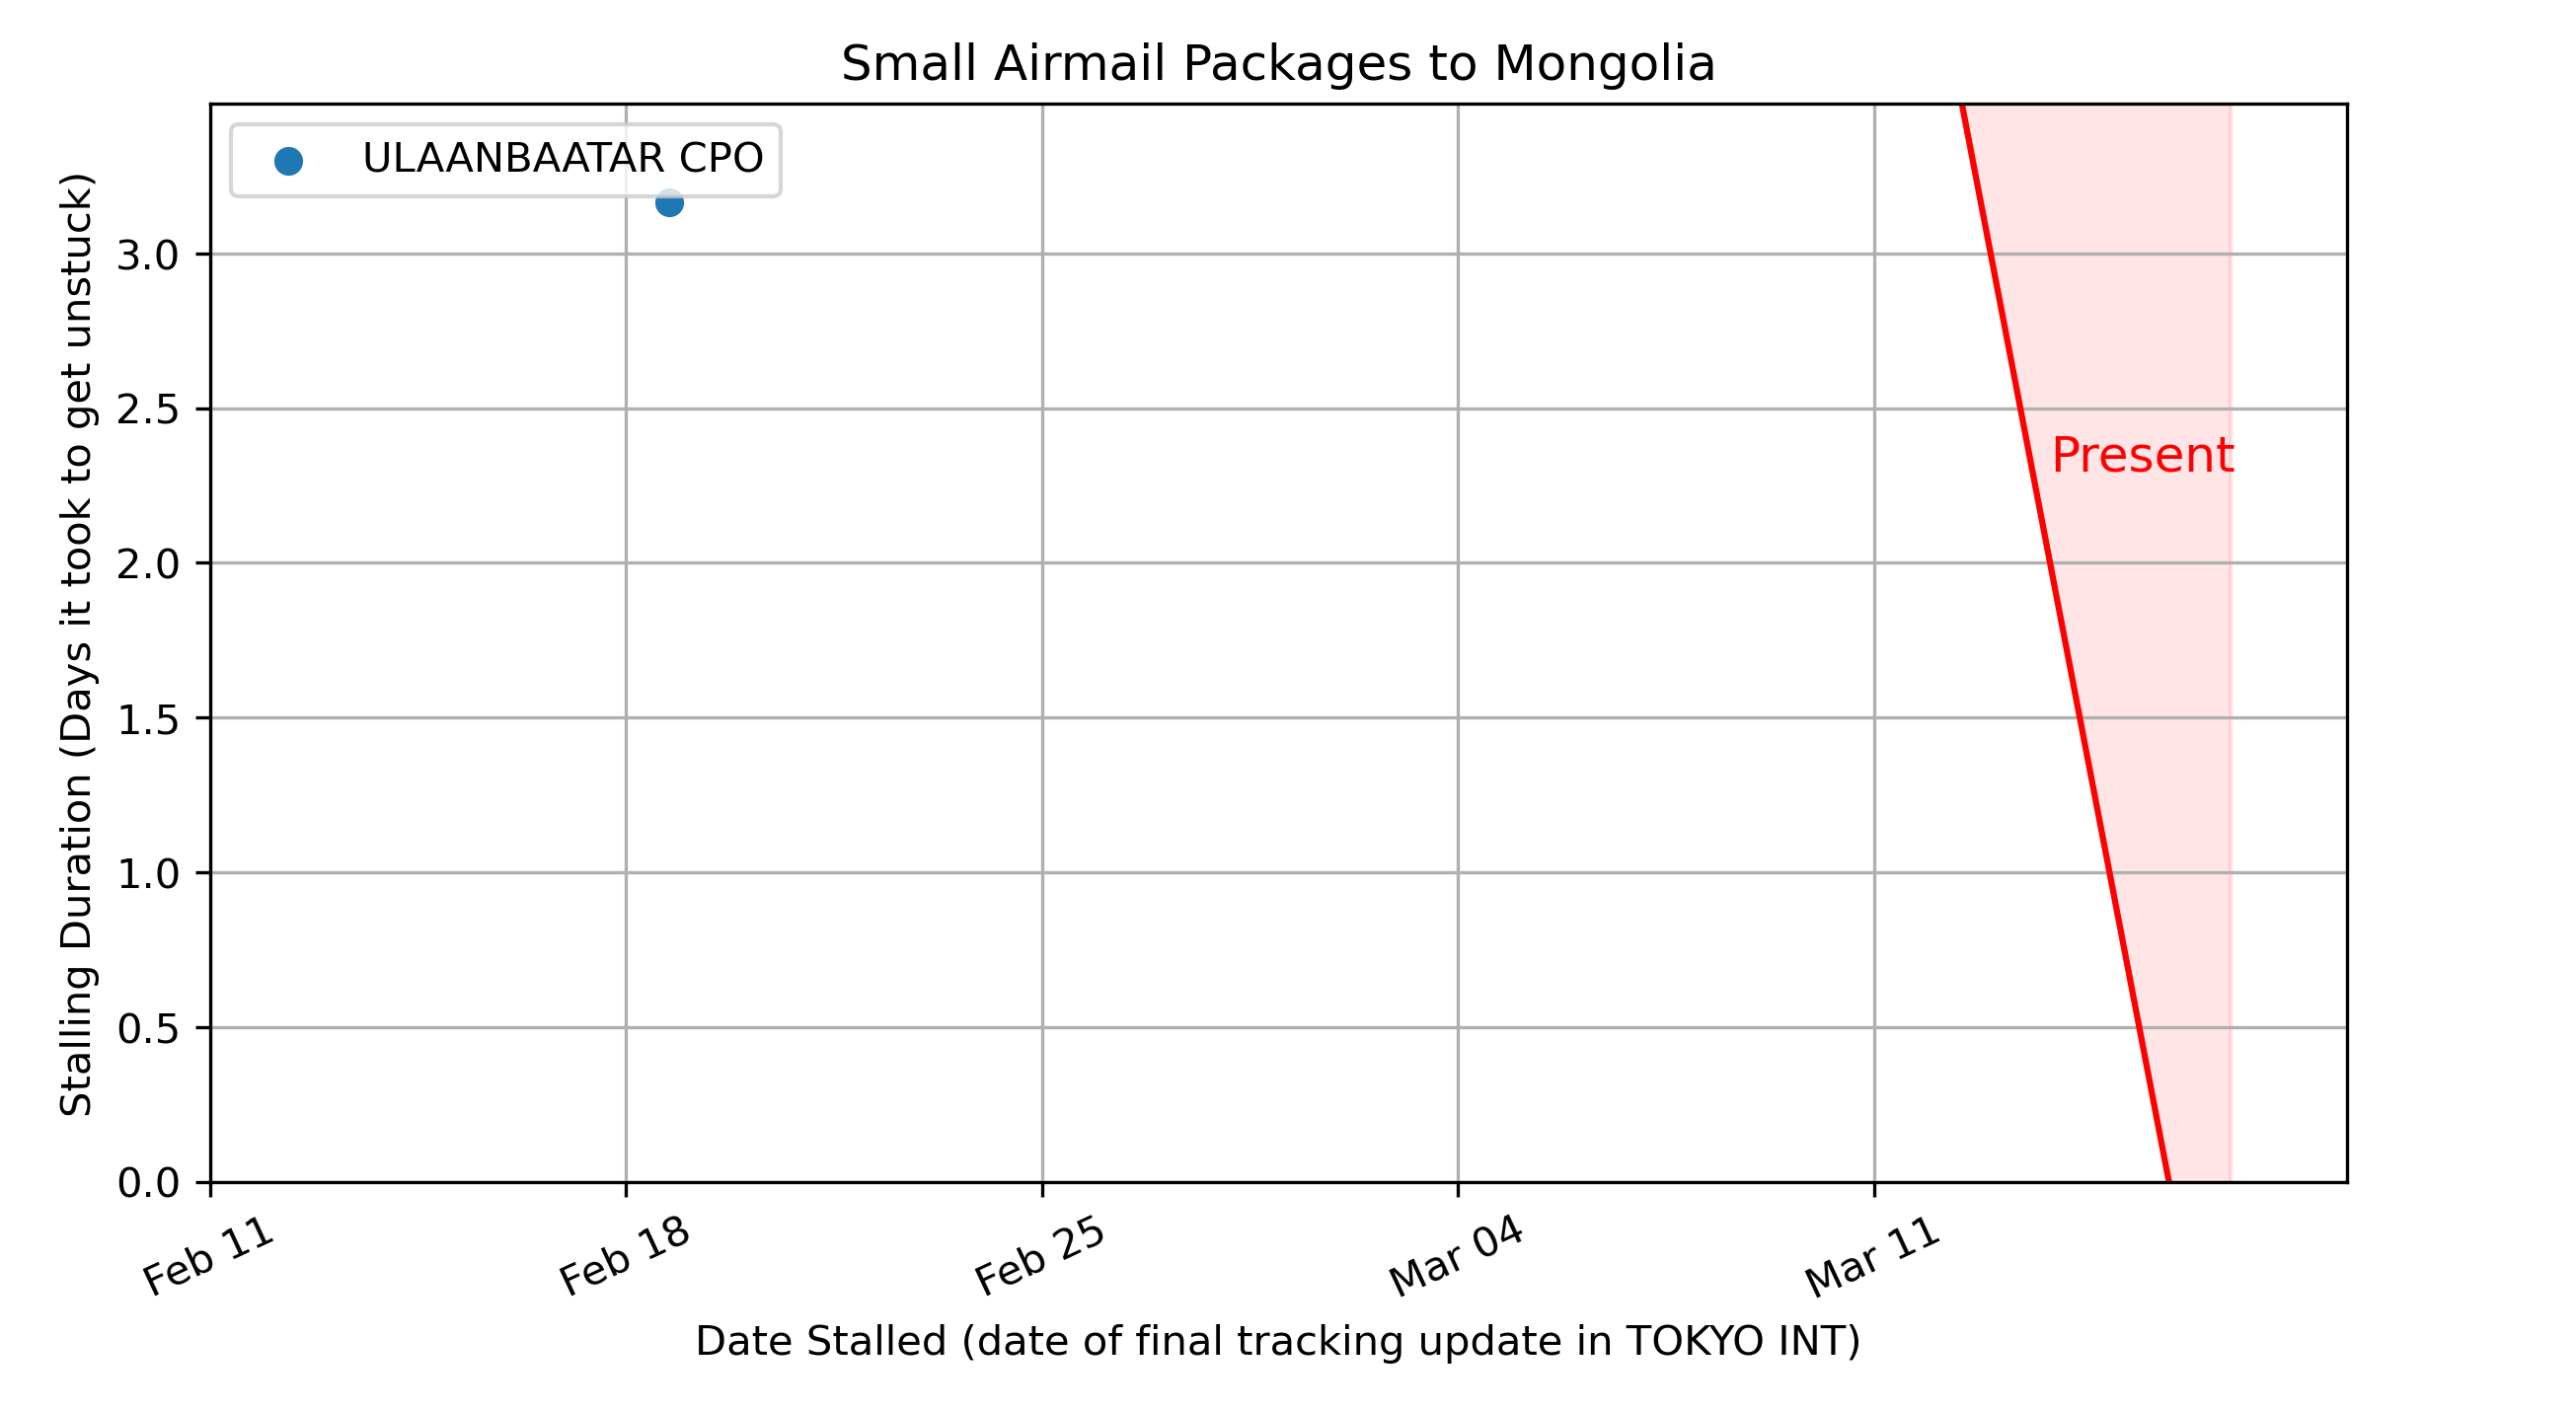 Small Airmail Packages to Mongolia
ULAANBAATAR CPO
Stalling Duration (Days it took to get unstuck)
3.0
2.5
2.0
1.5
1.0
0.5
0.0
Present
Feb 11
Feb 18
Feb 25
Mar 04
Mar 11
Date Stalled (date of final tracking update in TOKYO INT)